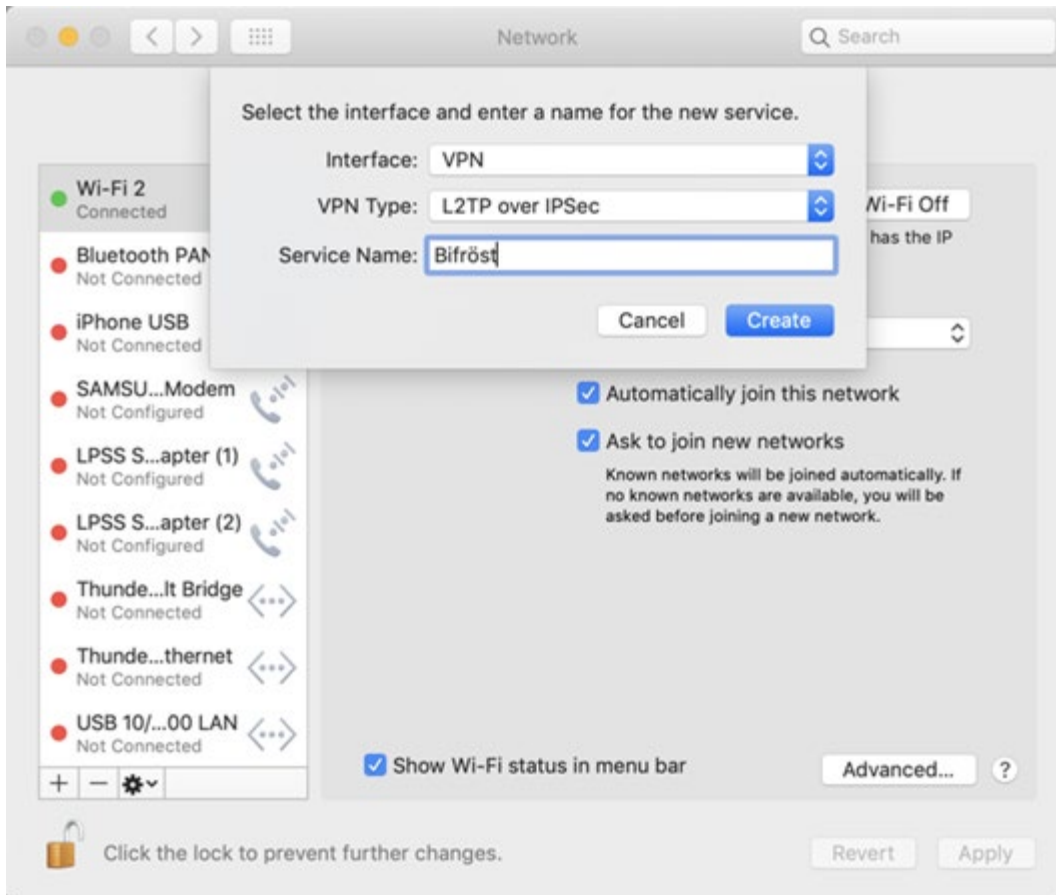 Network
Search
Select the interface and enter a name for the new service.
Interface: VPN
VPN Type: L2TP over IPSec
Service Name: Bifröst
Cancel
Create
Wi-Fi 2
Connected
Bluetooth PAN
Not Connected
iPhone USB
Not Connected
SAMSU...Modem
Not Configured
LPSS S...apter (1)
Not Configured
LPSS S...apter (2)
Not Configured
Thunde...lt Bridge
Not Connected
Thunde...thernet
Not Connected
USB 10/...00 LAN
Not Connected
Wi-Fi Off
has the IP
Automatically join this network
Ask to join new networks
Known networks will be joined automatically. If
no known networks are available, you will be
asked before joining a new network.
Show Wi-Fi status in menu bar
Advanced...
?
Click the lock to prevent further changes.
Revert
Apply